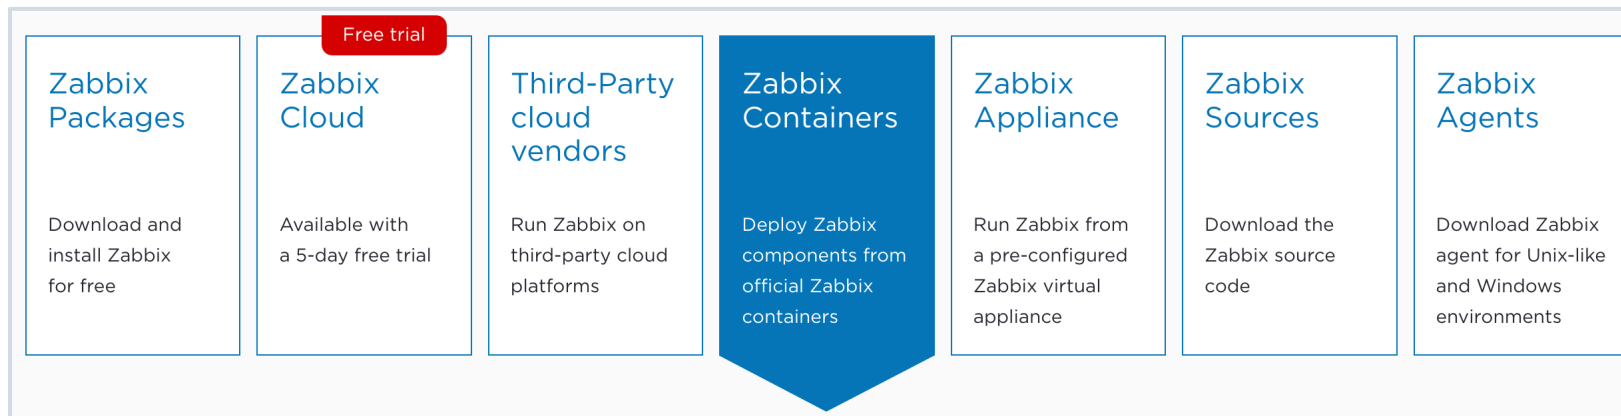 Free trial
Zabbix
Packages
Download and
install Zabbix
for free
Zabbix
Cloud
Available with
a 5-day free trial
Third-Party
cloud
vendors
Run Zabbix on
third-party cloud
platforms
Zabbix
Containers
Deploy Zabbix
components from
official Zabbix
containers
Zabbix
Appliance
Run Zabbix from
a pre-configured
Zabbix virtual
appliance
Zabbix
Sources
Download the
Zabbix source
code
Zabbix
Agents
Download Zabbix
agent for Unix-like
and Windows
environments